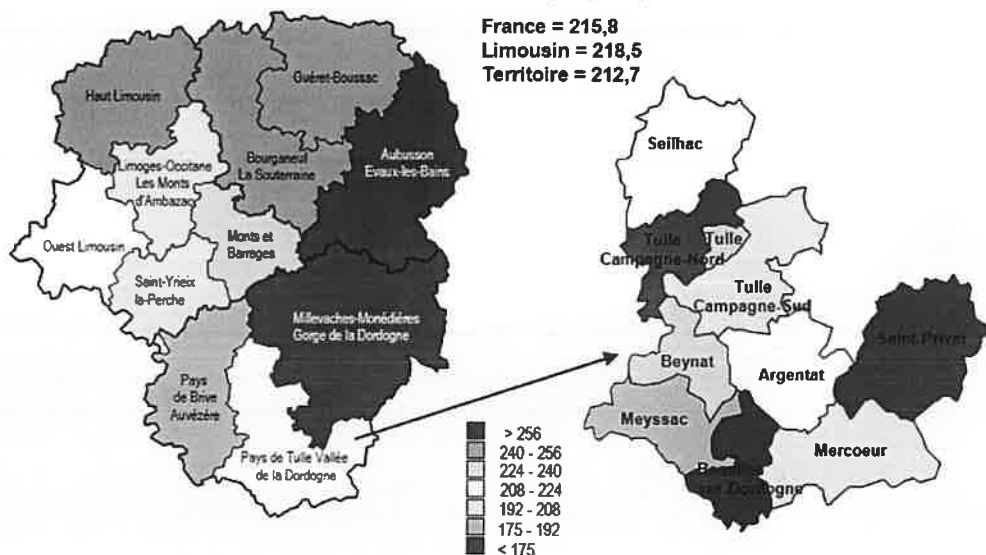 France = 215,8
Limousin = 218,5
Territoire = 212,7
Haut Limousin
Guéret-Boussac
Limoges-Occitane
Les Monts
d'Ambazac
Bourganeuf
La Souterraine
Aubusson
Evaux-les-Bains
Ouest Limousin
Monts et
Barrages
Saint-Yrieix
la-Perche
Millevaches-Monédières
Gorge de la Dordogne
Pays
de Brive
Auvézère
Pays de Tulle Vallée
de la Dordogne
Seilhac
Tulle
Campagne-Nord
Tulle
Tulle
Campagne-Sud
Saint-Privat
Beynat
Argentat
Meyssac
Mercoeur
Dordogne
> 256
240 - 256
224 - 240
208 - 224
192 - 208
175 - 192
< 175